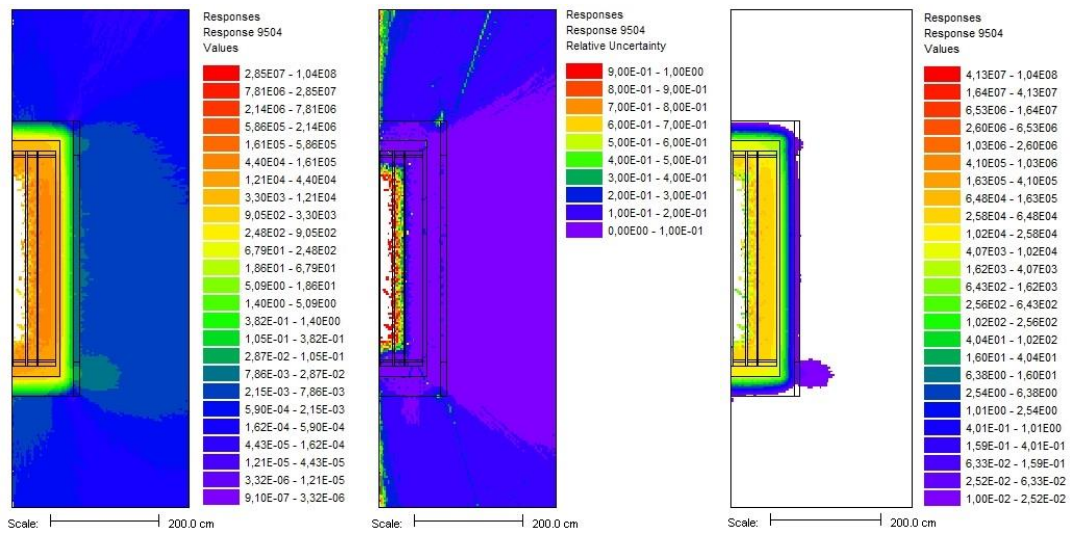 Responses
Response 9504
Values
2,85E07 - 1,04E08
7,81E06 - 2,85E07
2,14E06 - 7,81E06
5,86E05 - 2,14E06
1,61E05 - 5,86E05
4,40E04 - 1,61E05
1,21E04 - 4,40E04
3,30E03 - 1,21E04
9,05E02 - 3,30E03
2,48E02 - 9,05E02
6,79E01 - 2,48E02
1,86E01 - 6,79E01
5,09E00 - 1,86E01
1,40E00 - 5,09E00
3,82E-01 - 1,40E00
1,05E-01 - 3,82E-01
2,87E-02 - 1,05E-01
7,86E-03 - 2,87E-02
2,15E-03 - 7,86E-03
5,90E-04 - 2,15E-03
1,62E-04 - 5,90E-04
4,43E-05 - 1,62E-04
1,21E-05 - 4,43E-05
3,32E-06 - 1,21E-05
9,10E-07 - 3,32E-06
Scale: 200.0 cm
Responses
Response 9504
Relative Uncertainty
9,00E-01 - 1,00E00
8,00E-01 - 9,00E-01
7,00E-01 - 8,00E-01
6,00E-01 - 7,00E-01
5,00E-01 - 6,00E-01
4,00E-01 - 5,00E-01
3,00E-01 - 4,00E-01
2,00E-01 - 3,00E-01
1,00E-01 - 2,00E-01
0,00E00 - 1,00E-01
Scale: 200.0 cm
Responses
Response 9504
Values
4,13E07 - 1,04E08
1,64E07 - 4,13E07
6,53E06 - 1,64E07
2,60E06 - 6,53E06
1,03E06 - 2,60E06
4,10E05 - 1,03E06
1,63E05 - 4,10E05
6,48E04 - 1,63E05
2,58E04 - 6,48E04
1,02E04 - 2,58E04
4,07E03 - 1,02E04
1,62E03 - 4,07E03
6,43E02 - 1,62E03
2,56E02 - 6,43E02
1,02E02 - 2,56E02
4,04E01 - 1,02E02
1,60E01 - 4,04E01
6,38E00 - 1,60E01
2,54E00 - 6,38E00
1,01E00 - 2,54E00
4,01E-01 - 1,01E00
1,59E-01 - 4,01E-01
6,33E-02 - 1,59E-01
2,52E-02 - 6,33E-02
1,00E-02 - 2,52E-02
Scale: 200.0 cm